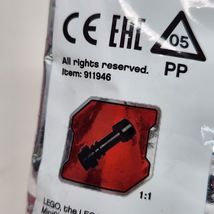 CE EAC 05
PP
All rights reserved.
Item: 911946
1:1
LEGO, the LEGO